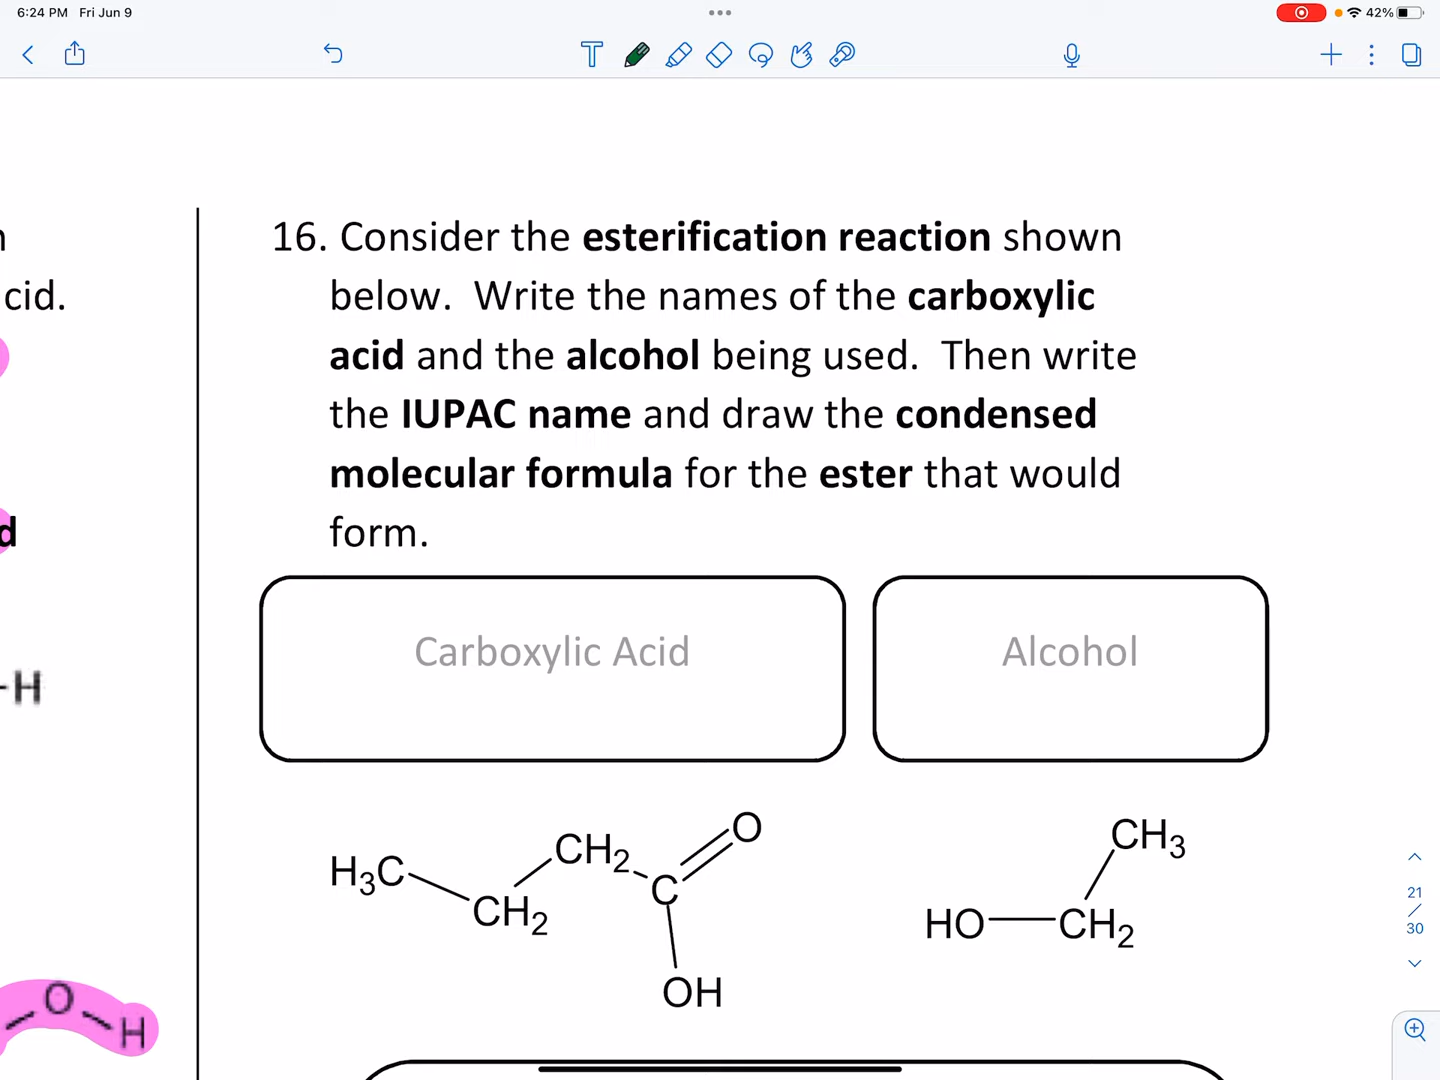 6:24 PM Fri Jun 9
42%
T
cid.
d
-H
O
H
16. Consider the esterification reaction shown
below. Write the names of the carboxylic
acid and the alcohol being used. Then write
the IUPAC name and draw the condensed
molecular formula for the ester that would
form.
Carboxylic Acid
Alcohol
H3C
CH2
CH2
C
O
OH
HO
CH2
CH3
21
/
30